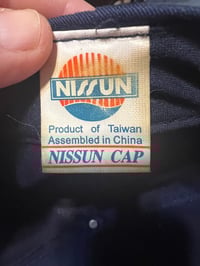 NISSUN
Product of Taiwan
Assembled in China
NISSUN CAP